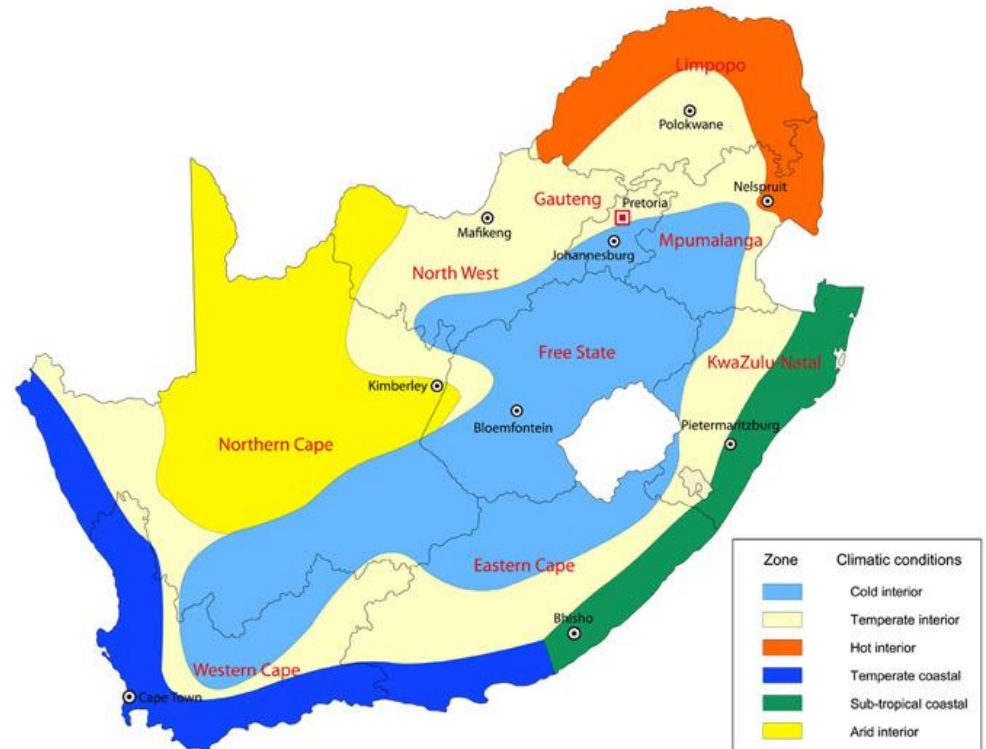 Limpopo
Polokwane
Nelspruit
Gauteng
Pretoria
Mafikeng
Johannesburg
Mpumalanga
North West
Free State
KwaZulu-Natal
Kimberley
Bloemfontein
Pietermaritzburg
Northern Cape
Eastern Cape
Bhisho
Western Cape
Cape Town
Zone Climatic conditions
Cold interior
Temperate interior
Hot interior
Temperate coastal
Sub-tropical coastal
Arid interior